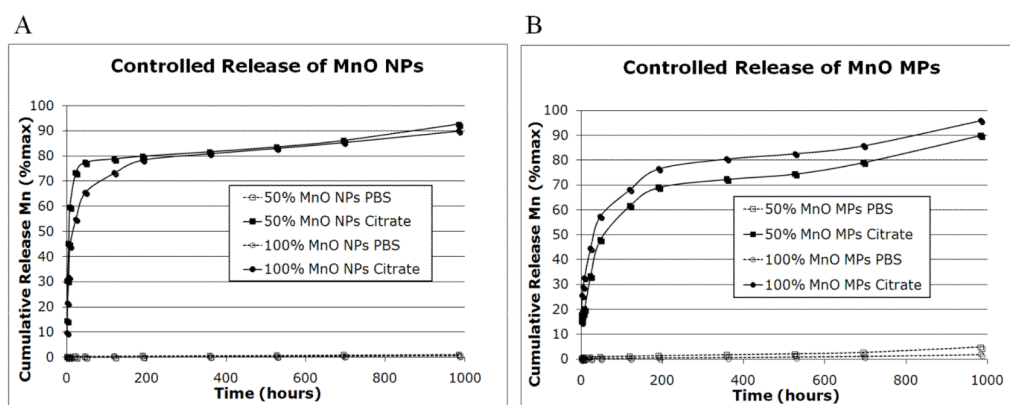 A
Controlled Release of MnO NPs
Cumulative Release Mn (%max)
100
90
80
70
60
50
40
30
20
10
0
50% MnO NPs PBS
50% MnO NPs Citrate
100% MnO NPs PBS
100% MnO NPs Citrate
0 200 400 600 800 1000
Time (hours)
B
Controlled Release of MnO MPs
Cumulative Release Mn (%max)
100
90
80
70
60
50
40
30
20
10
0
50% MnO MPs PBS
50% MnO MPs Citrate
100% MnO MPs PBS
100% MnO MPs Citrate
0 200 400 600 800 1000
Time (hours)